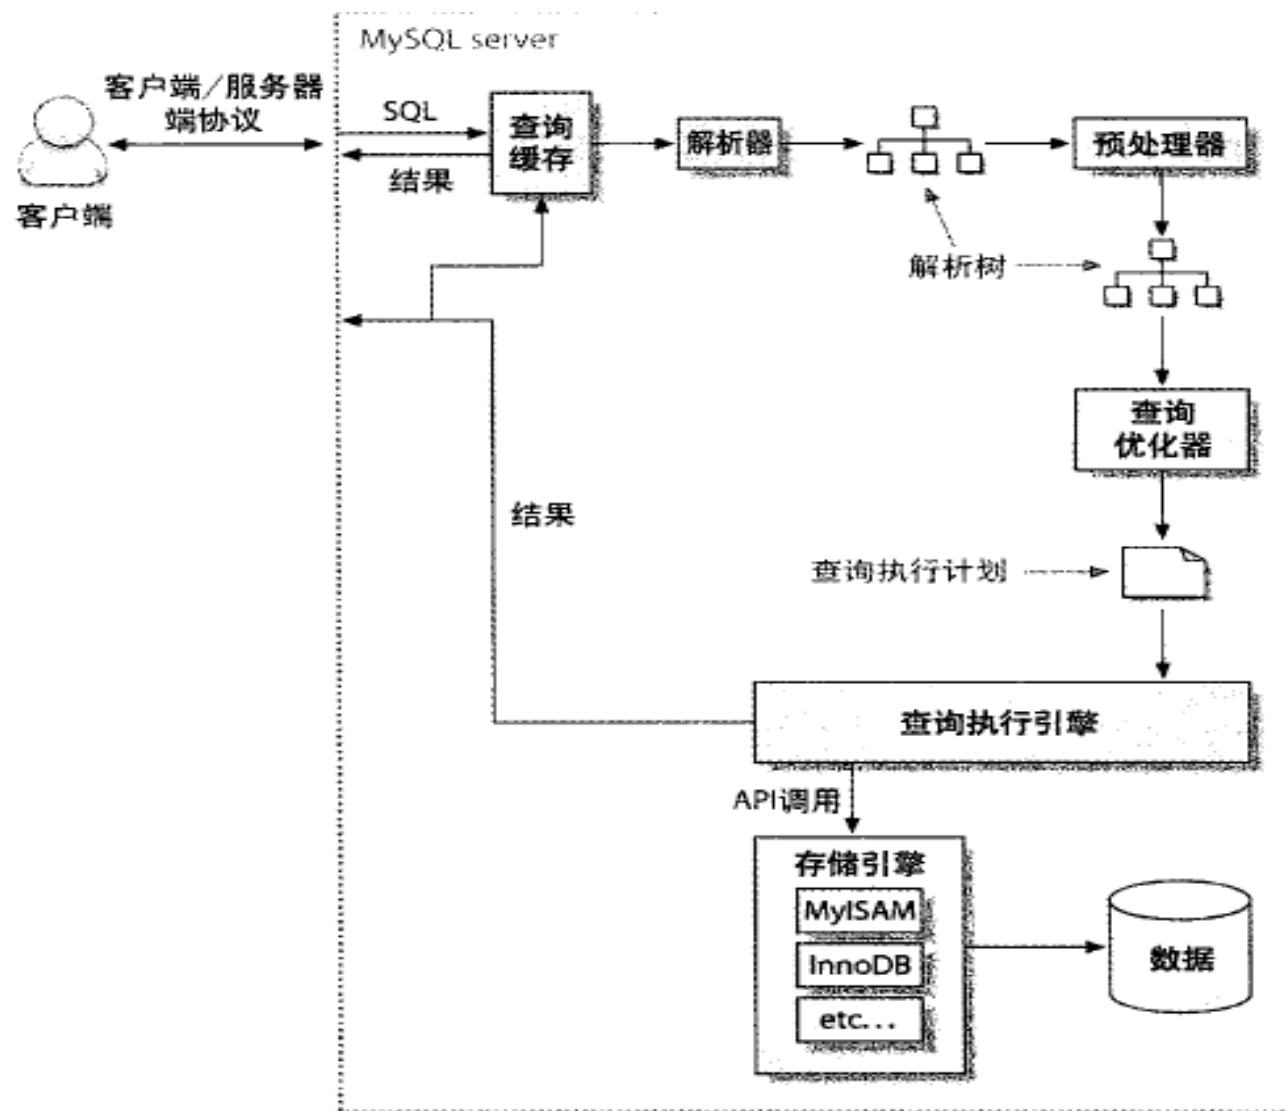 MySQL server
客户端/服务器
端协议
SQL
结果
客户端
查询
缓存
解析器
预处理器
解析树
查询
优化器
结果
查询执行计划
查询执行引擎
API调用
存储引擎
MyISAM
InnoDB
etc...
数据